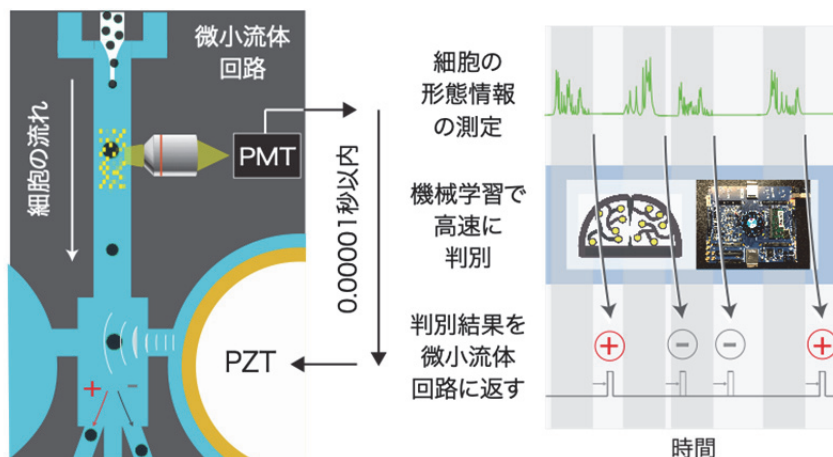 微小流体
回路
細胞の流れ
PMT
0.00001秒以内
PZT
+
−
細胞の
形態情報
の測定
機械学習で
高速に
判別
判別結果を
微小流体
回路に返す
+
−
−
+
時間